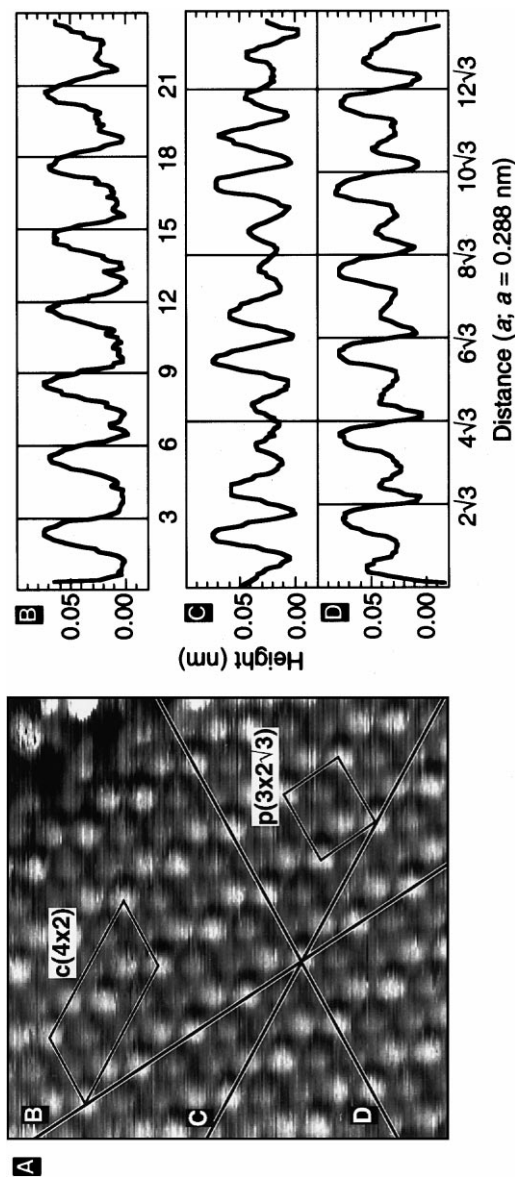 A
B
C
D
c(4x2)
p(3x2√3)
B
0.05
0.00
3
6
9
12
15
18
21
C
0.05
0.00
D
0.05
0.00
Height (nm)
2√3
4√3
6√3
8√3
10√3
12√3
Distance (a; a = 0.288 nm)